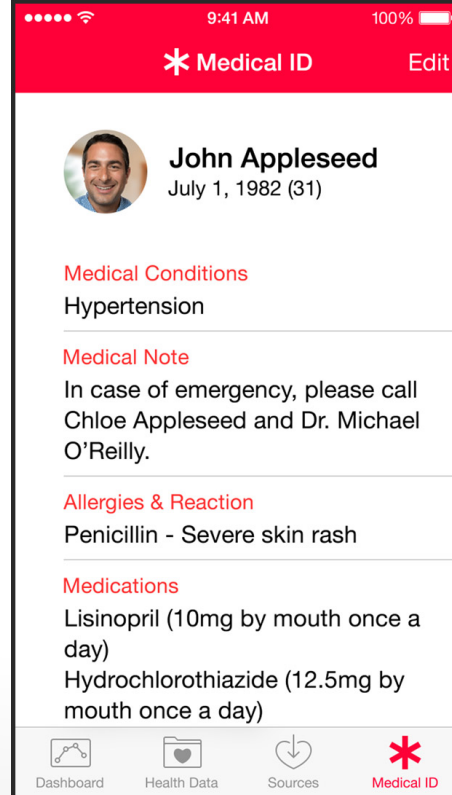 9:41 AM 100%
Medical ID Edit
John Appleseed
July 1, 1982 (31)
Medical Conditions
Hypertension
Medical Note
In case of emergency, please call
Chloe Appleseed and Dr. Michael
O’Reilly.
Allergies & Reaction
Penicillin - Severe skin rash
Medications
Lisinopril (10mg by mouth once a
day)
Hydrochlorothiazide (12.5mg by
mouth once a day)
Dashboard Health Data Sources Medical ID